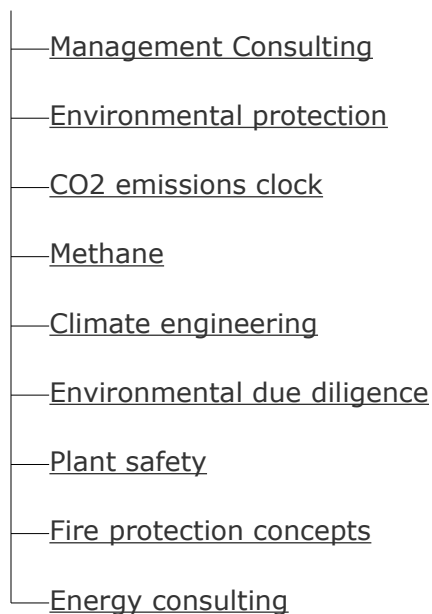 Management Consulting
Environmental protection
CO2 emissions clock
Methane
Climate engineering
Environmental due diligence
Plant safety
Fire protection concepts
Energy consulting